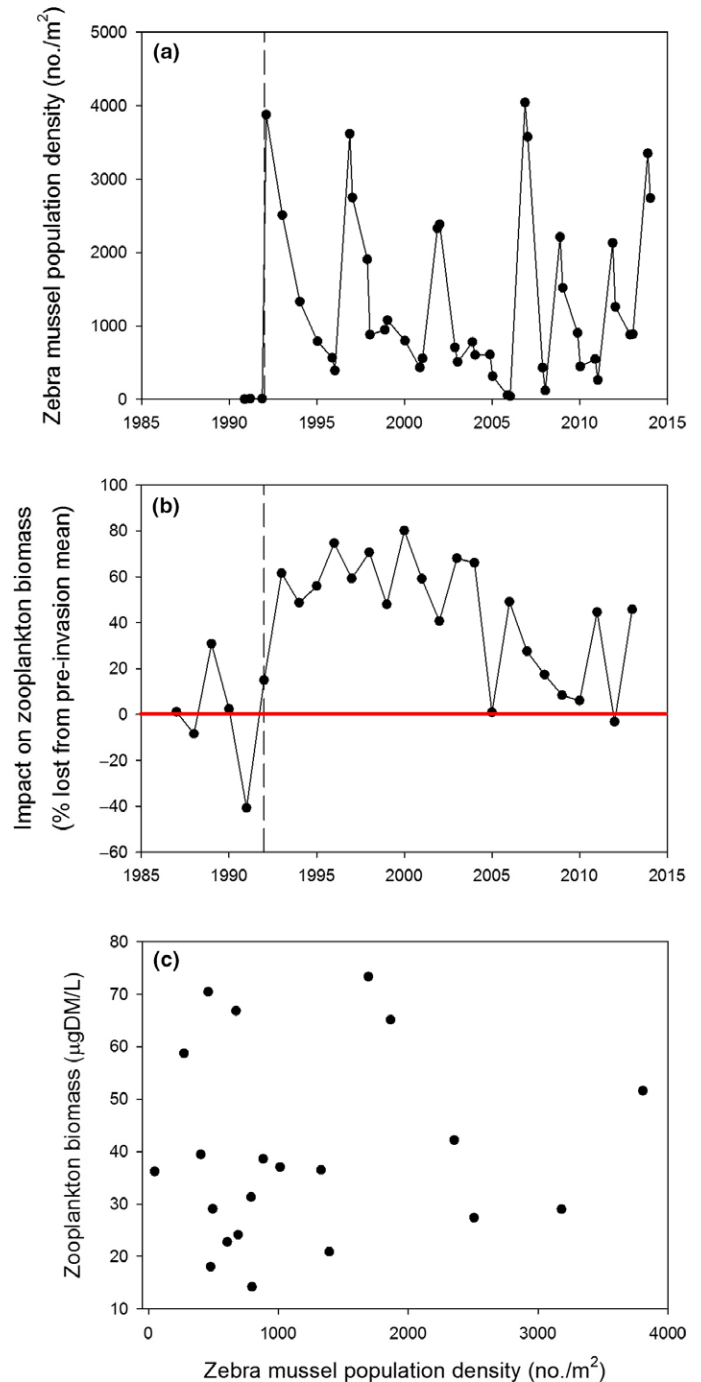 (a)
Zebra mussel population density (no./m²)
5000
4000
3000
2000
1000
0
1985 1990 1995 2000 2005 2010 2015
(b)
Impact on zooplankton biomass
(% lost from pre-invasion mean)
100
80
60
40
20
0
−20
−40
−60
1985 1990 1995 2000 2005 2010 2015
(c)
Zooplankton biomass (µgDM/L)
80
70
60
50
40
30
20
10
0 1000 2000 3000 4000
Zebra mussel population density (no./m²)